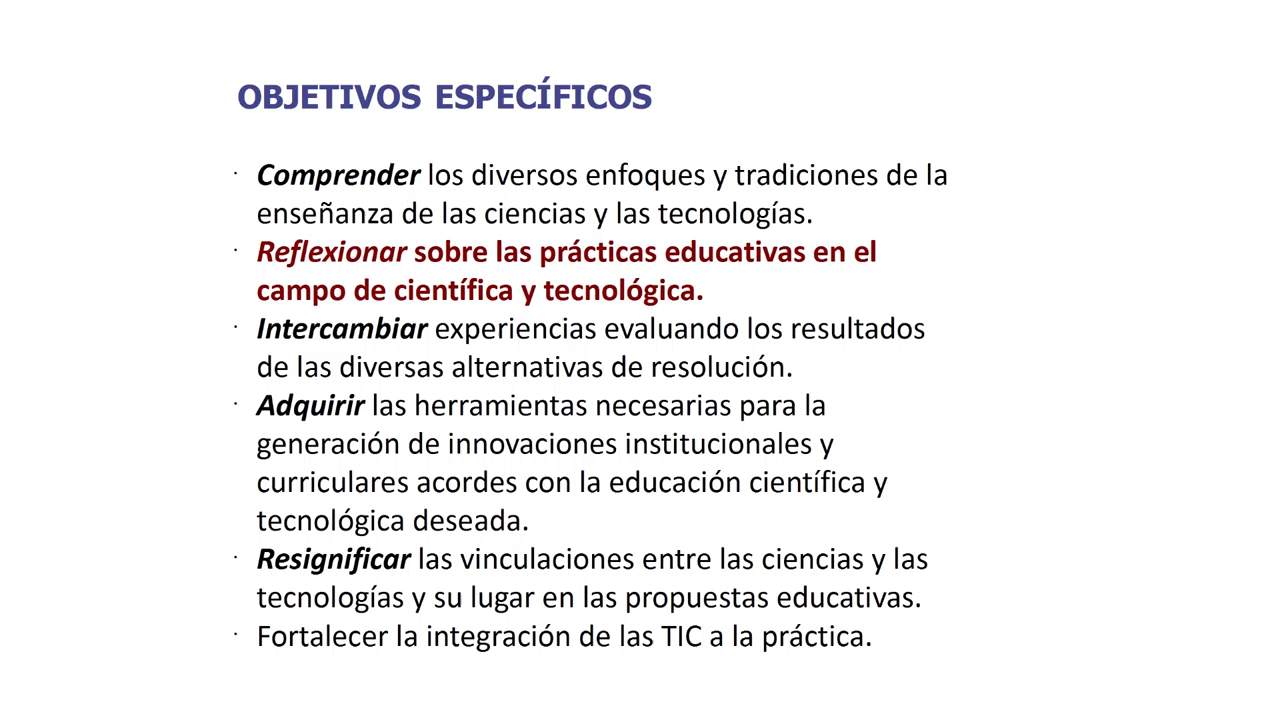 OBJETIVOS ESPECÍFICOS
· Comprender los diversos enfoques y tradiciones de la
enseñanza de las ciencias y las tecnologías.
· Reflexionar sobre las prácticas educativas en el
campo de científica y tecnológica.
· Intercambiar experiencias evaluando los resultados
de las diversas alternativas de resolución.
· Adquirir las herramientas necesarias para la
generación de innovaciones institucionales y
curriculares acordes con la educación científica y
tecnológica deseada.
· Resignificar las vinculaciones entre las ciencias y las
tecnologías y su lugar en las propuestas educativas.
· Fortalecer la integración de las TIC a la práctica.